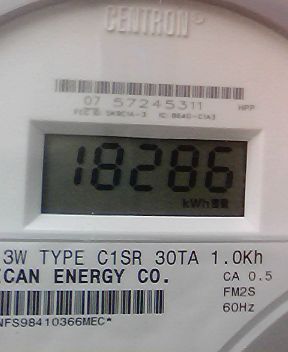 CENTRON®
07 57245311 HPP
18286
kWh
3W TYPE C1SR 30TA 1.0Kh
CAN ENERGY CO. CA 0.5
FM2S
60Hz
NFS98410366MEC*